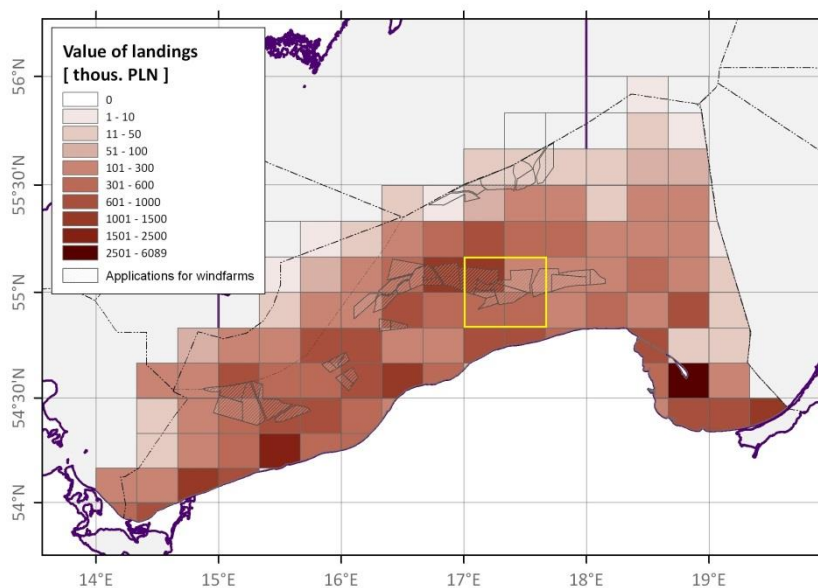 Value of landings
[ thous. PLN ]
0
1 - 10
11 - 50
51 - 100
101 - 300
301 - 600
601 - 1000
1001 - 1500
1501 - 2500
2501 - 6089
Applications for windfarms
56°N
55°30'N
55°N
54°30'N
54°N
14°E
15°E
16°E
17°E
18°E
19°E